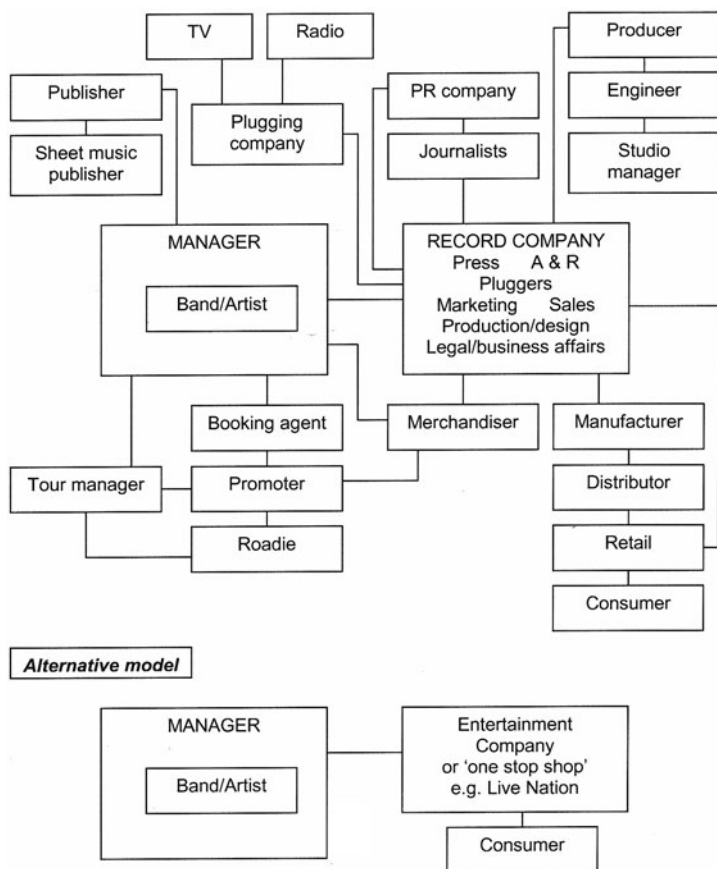 TV
Radio
Producer
Publisher
PR company
Engineer
Plugging
company
Sheet music
publisher
Journalists
Studio
manager
MANAGER
Band/Artist
RECORD COMPANY
Press A & R
Pluggers
Marketing Sales
Production/design
Legal/business affairs
Booking agent
Merchandiser
Manufacturer
Tour manager
Promoter
Distributor
Roadie
Retail
Consumer
Alternative model
MANAGER
Band/Artist
Entertainment
Company
or ‘one stop shop’
e.g. Live Nation
Consumer